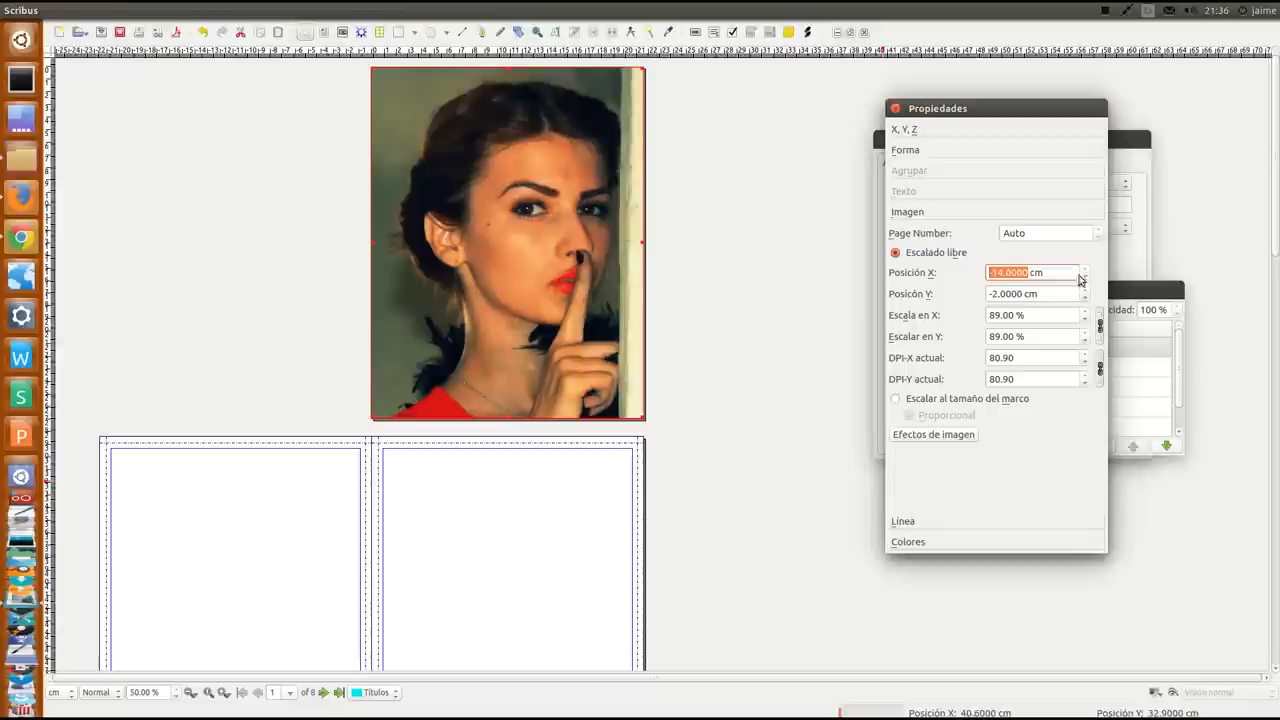 Scribus
21:36 jaime
Propiedades
X, Y, Z
Forma
Agrupar
Texto
Imagen
Page Number: Auto
Escalado libre
Posición X: -14.0000 cm
Posicón Y: -2.0000 cm
Escala en X: 89.00 %
Escalar en Y: 89.00 %
DPI-X actual: 80.90
DPI-Y actual: 80.90
Escalar al tamaño del marco
Proporcional
Efectos de imagen
Línea
Colores
cidad: 100 %
cm Normal 50.00 % 1 of 8 Títulos Visión normal
Posición X: 40.6000 cm Posición Y: 32.9000 cm